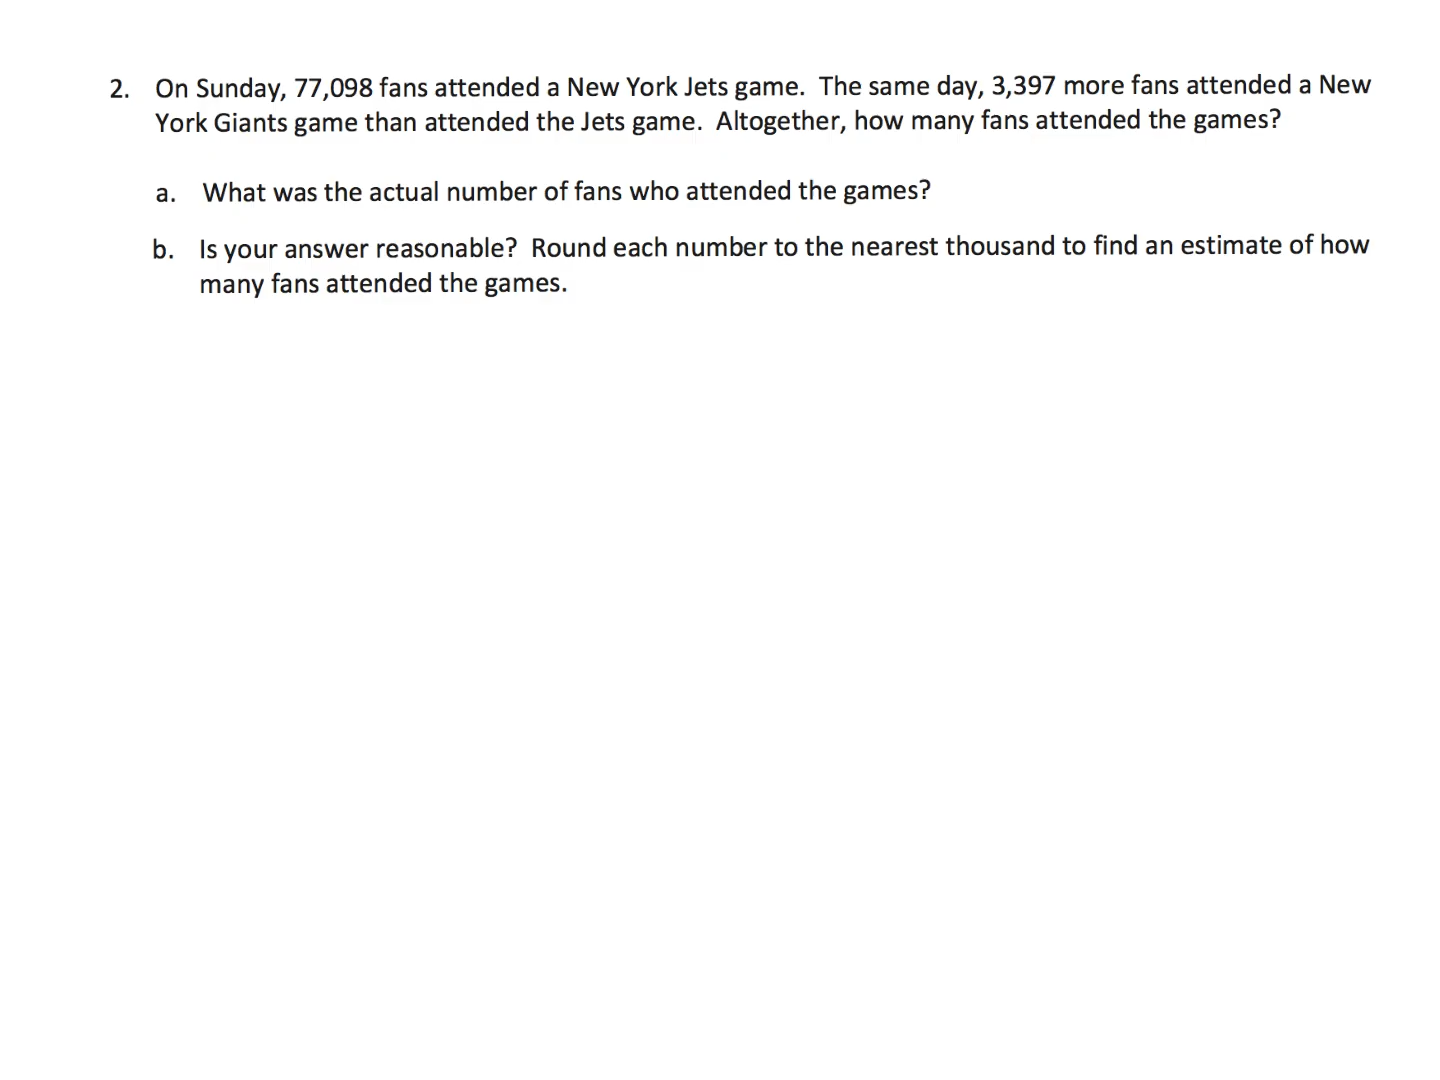 2. On Sunday, 77,098 fans attended a New York Jets game. The same day, 3,397 more fans attended a New
York Giants game than attended the Jets game. Altogether, how many fans attended the games?
a. What was the actual number of fans who attended the games?
b. Is your answer reasonable? Round each number to the nearest thousand to find an estimate of how
many fans attended the games.